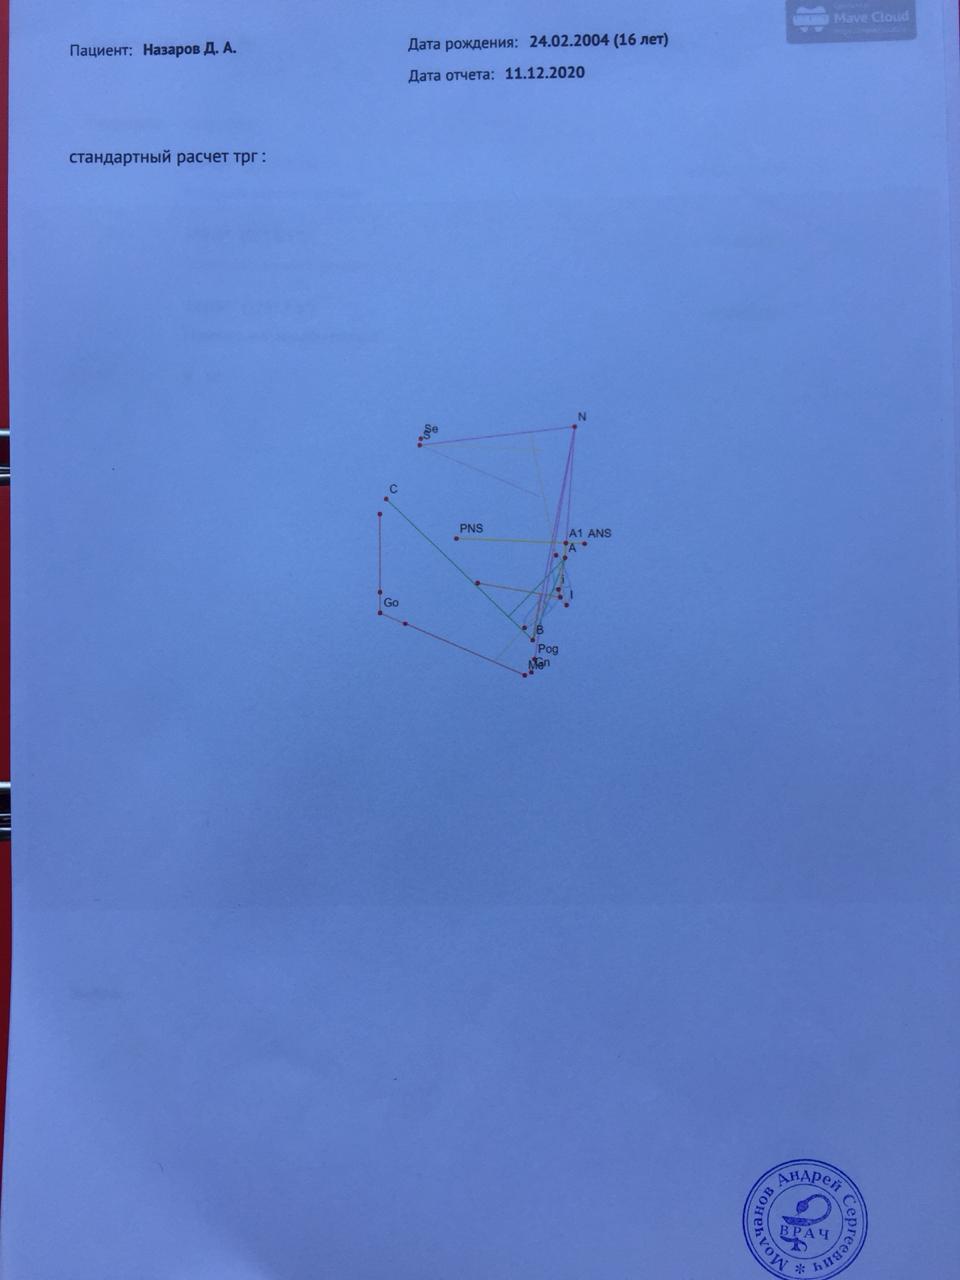 Mave Cloud
Пациент: Назаров Д. А.
Дата рождения: 24.02.2004 (16 лет)
Дата отчета: 11.12.2020
стандартный расчет трг :
N
Se
S
C
PNS
A1 ANS
A
i
I
Go
B
Pog
Gn
Me
Молчанов Андрей Сергеевич
ВРАЧ